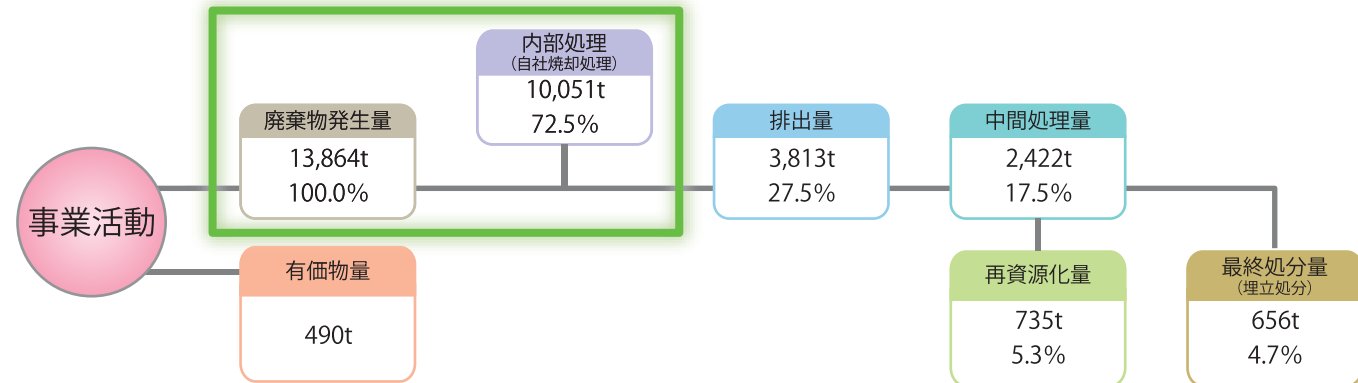 事業活動
廃棄物発生量
13,864t
100.0%
内部処理
（自社焼却処理）
10,051t
72.5%
排出量
3,813t
27.5%
中間処理量
2,422t
17.5%
有価物量
490t
再資源化量
735t
5.3%
最終処分量
（埋立処分）
656t
4.7%